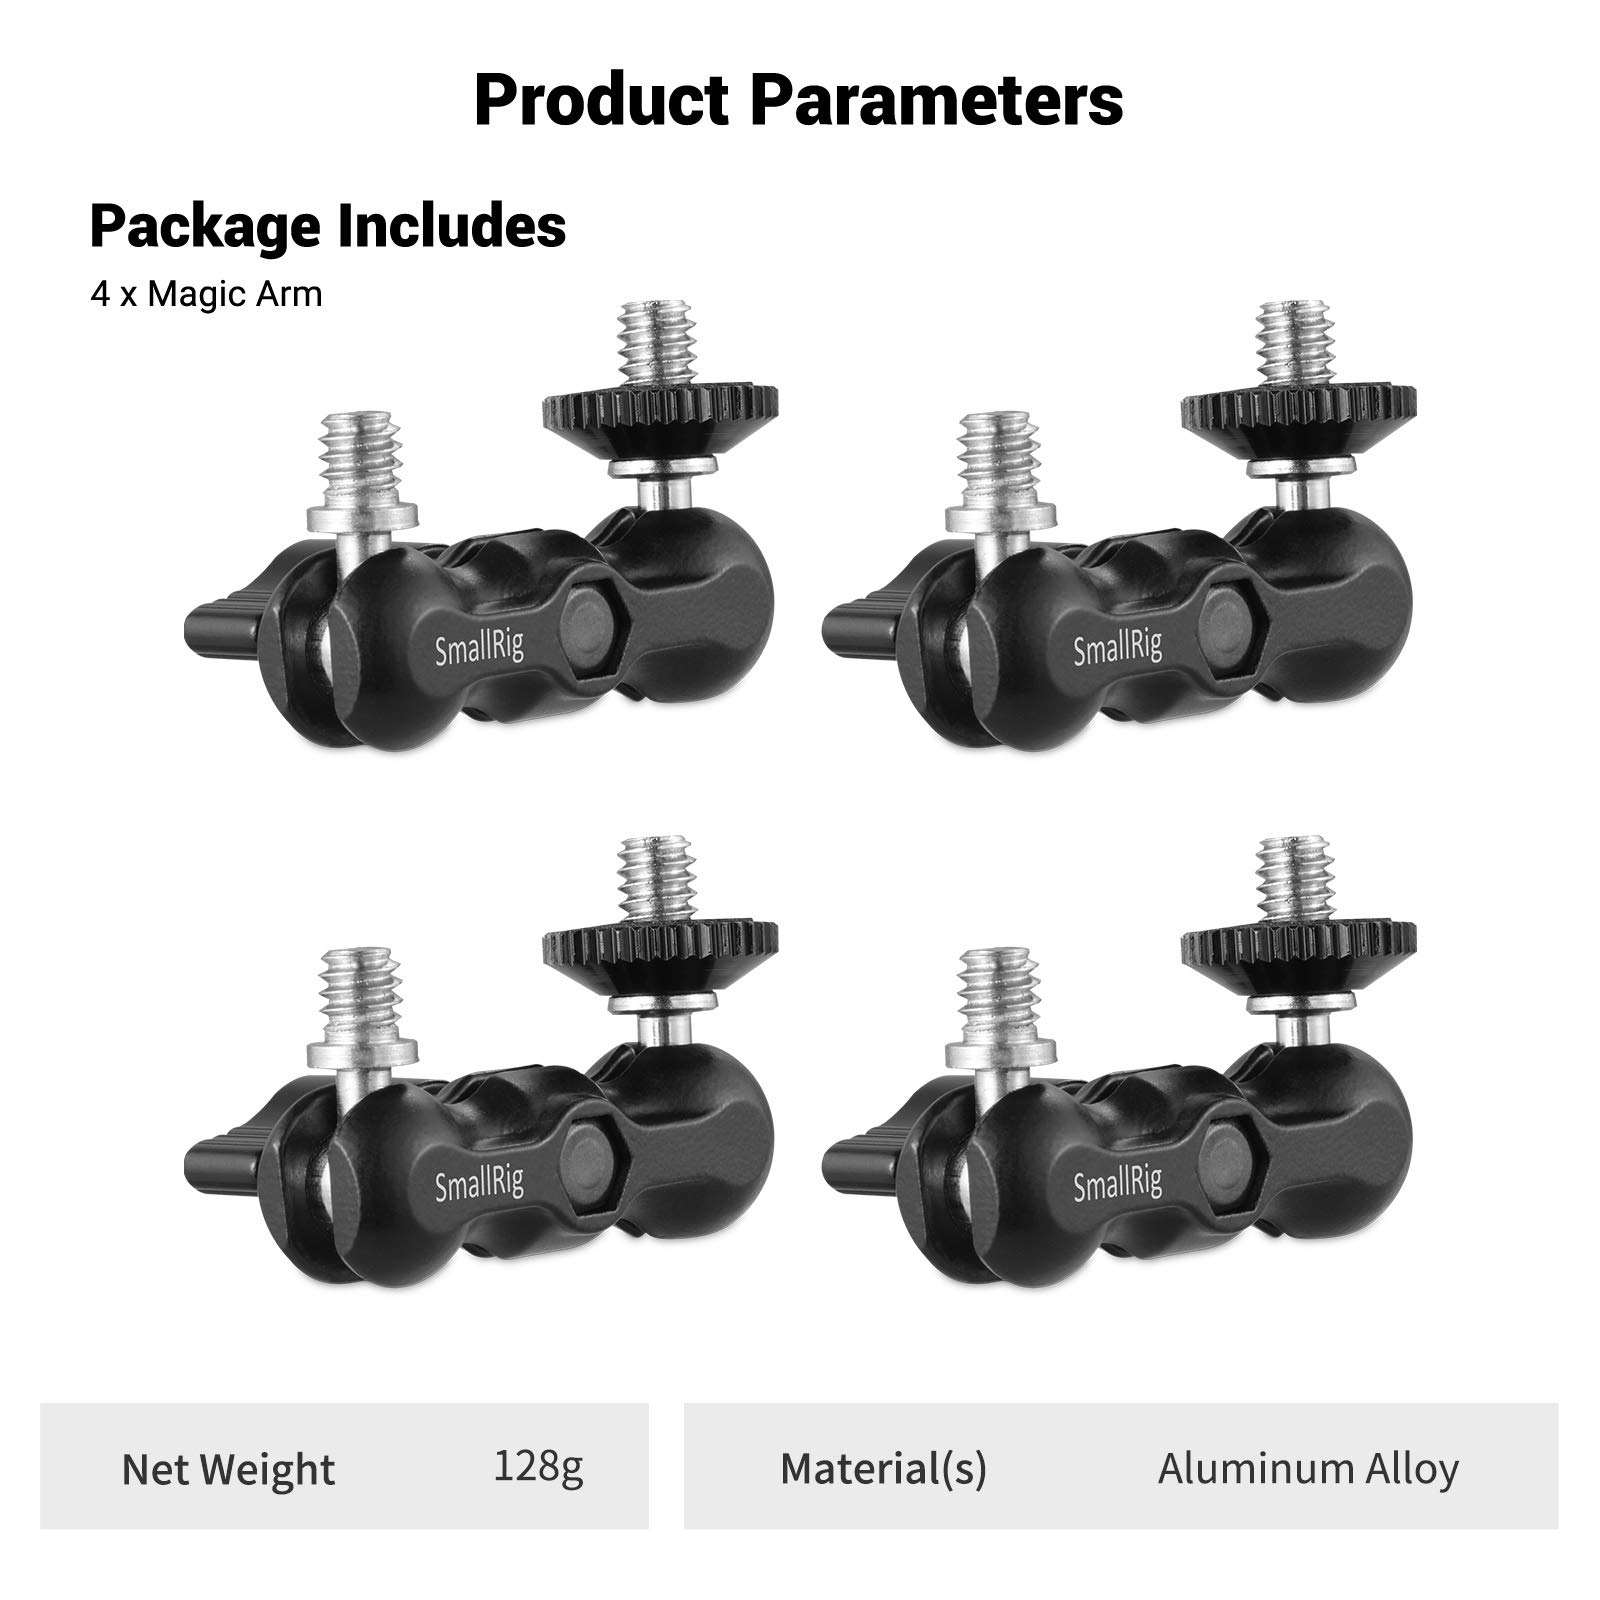 Product Parameters
Package Includes
4 x Magic Arm
SmallRig
SmallRig
SmallRig
SmallRig
Net Weight 128g
Material(s) Aluminum Alloy